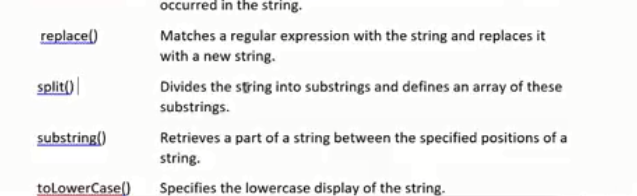 occurred in the string.
replace() Matches a regular expression with the string and replaces it
with a new string.
split() Divides the string into substrings and defines an array of these
substrings.
substring() Retrieves a part of a string between the specified positions of a
string.
toLowerCase() Specifies the lowercase display of the string.